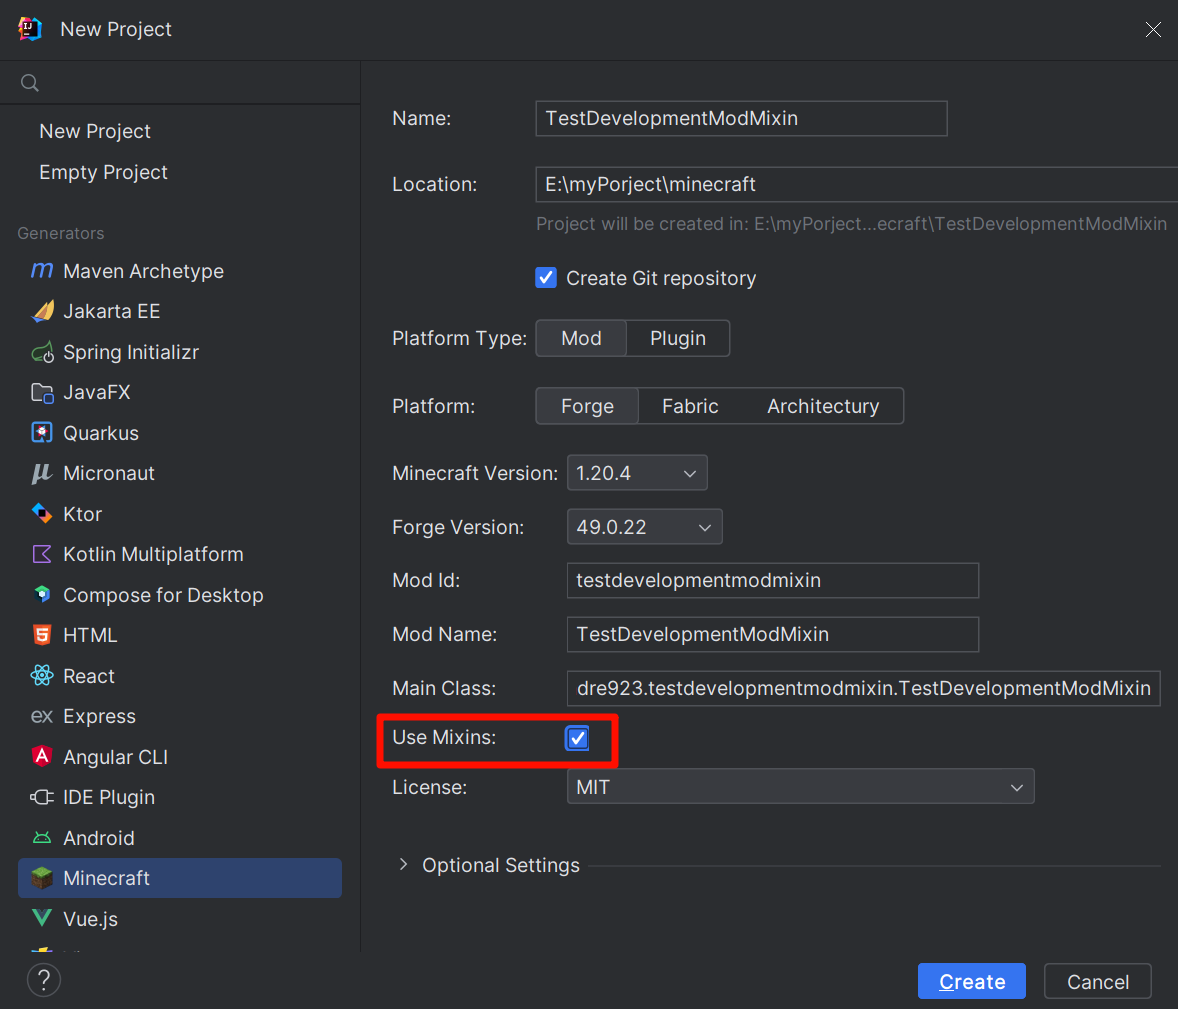 New Project
New Project
Empty Project
Generators
Maven Archetype
Jakarta EE
Spring Initializr
JavaFX
Quarkus
Micronaut
Ktor
Kotlin Multiplatform
Compose for Desktop
HTML
React
Express
Angular CLI
IDE Plugin
Android
Minecraft
Vue.js
Name: TestDevelopmentModMixin
Location: E:\myPorject\minecraft
Project will be created in: E:\myPorject...ecraft\TestDevelopmentModMixin
Create Git repository
Platform Type: Mod Plugin
Platform: Forge Fabric Architectury
Minecraft Version: 1.20.4
Forge Version: 49.0.22
Mod Id: testdevelopmentmodmixin
Mod Name: TestDevelopmentModMixin
Main Class: dre923.testdevelopmentmodmixin.TestDevelopmentModMixin
Use Mixins:
License: MIT
Optional Settings
? Create Cancel